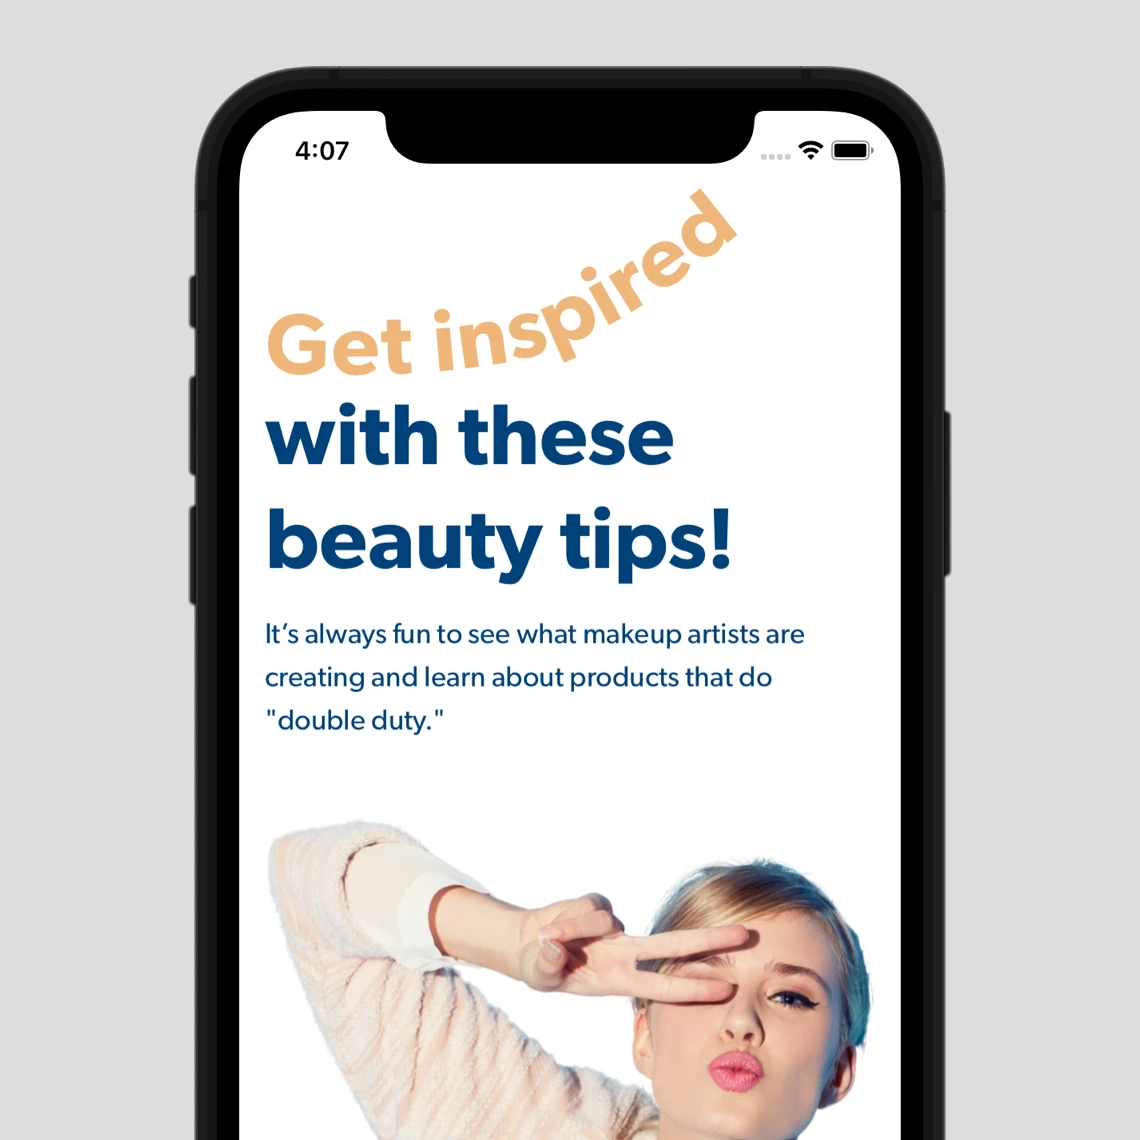 4:07
Get inspired
with these
beauty tips!
It’s always fun to see what makeup artists are
creating and learn about products that do
"double duty."